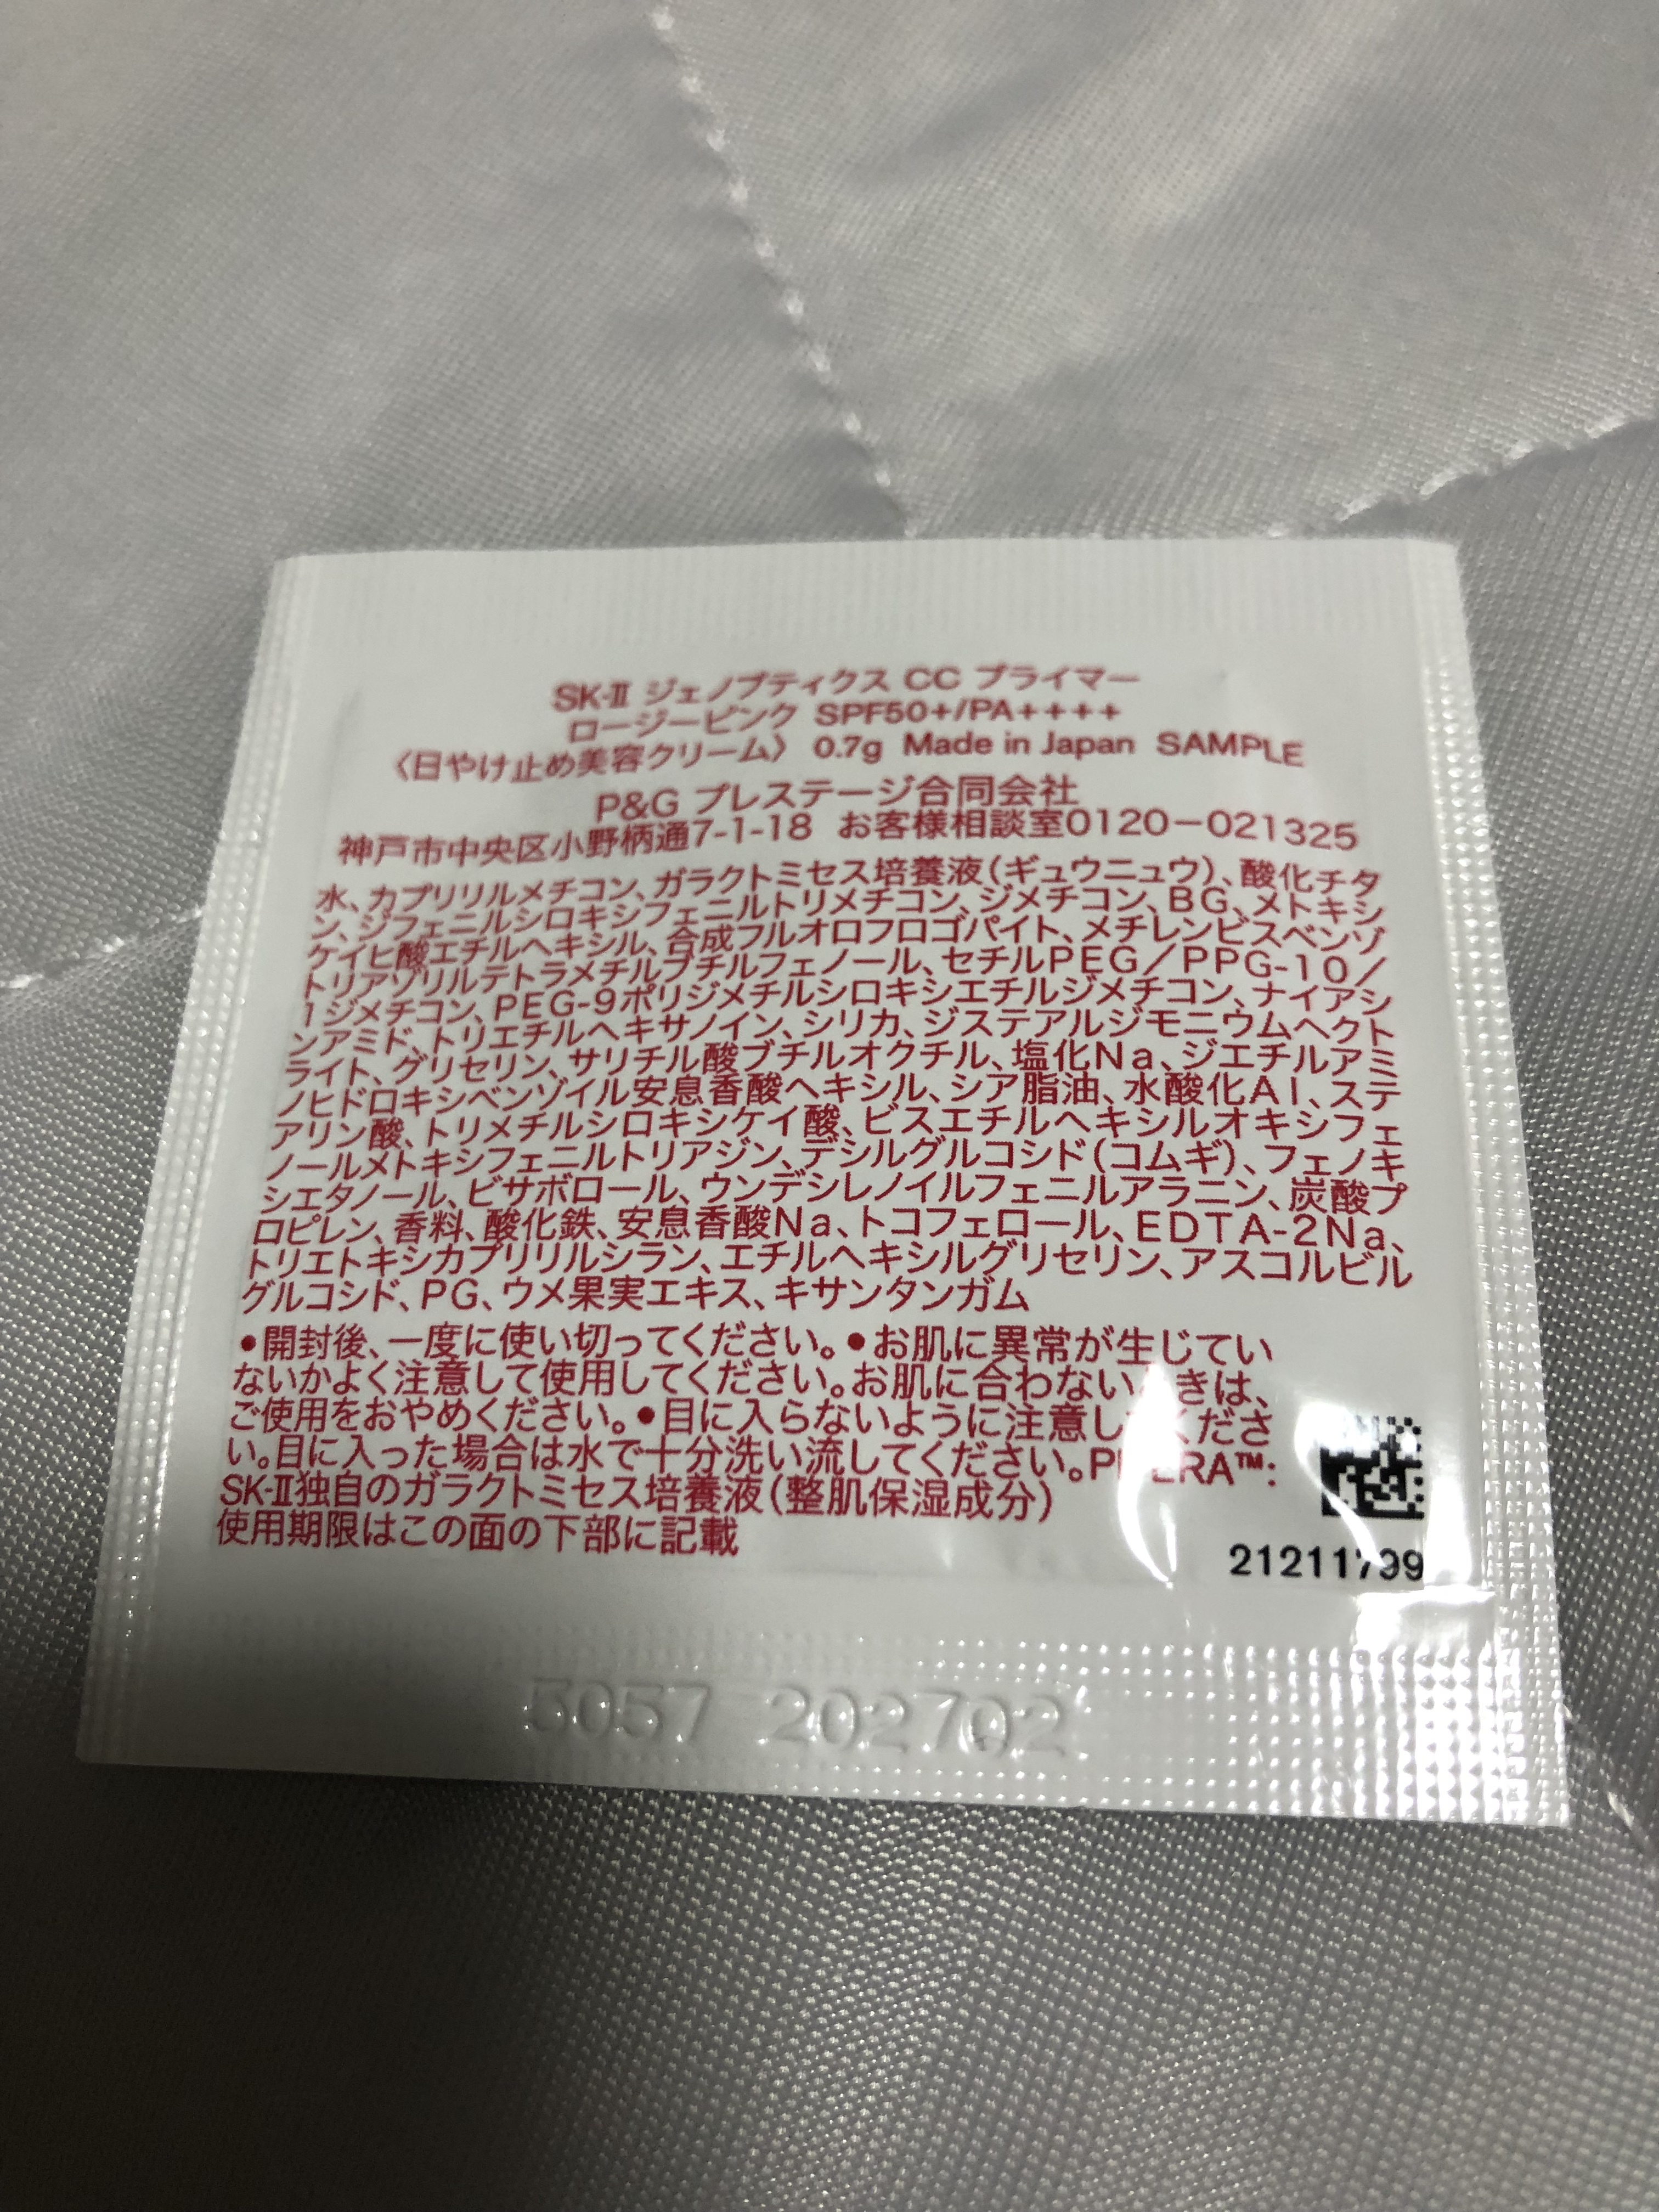 SK-II ジェノプティクス CC プライマー
ロージーピンク SPF50+/PA++++
〈日やけ止め美容クリーム〉 0.7g Made in Japan SAMPLE
P&G プレステージ合同会社
神戸市中央区小野柄通7-1-18 お客様相談室0120-021325
水、カプリリルメチコン、ガラクトミセス培養液(ギュウニュウ)、酸化チタ
ン、ジフェニルシロキシフェニルトリメチコン、ジメチコン、BG、メトキシ
ケイヒ酸エチルヘキシル、合成フルオロフロゴパイト、メチレンビスベンゾ
トリアゾリルテトラメチルブチルフェノール、セチルPEG/PPG-10/
1ジメチコン、PEG-9ポリジメチルシロキシエチルジメチコン、ナイアシ
ンアミド、トリエチルヘキサノイン、シリカ、ジステアルジモニウムヘクト
ライト、グリセリン、サリチル酸ブチルオクチル、塩化Na、ジエチルアミ
ノヒドロキシベンゾイル安息香酸ヘキシル、シア脂油、水酸化Al、ステ
アリン酸、トリメチルシロキシケイ酸、ビスエチルヘキシルオキシフェ
ノールメトキシフェニルトリアジン、デシルグルコシド(コムギ)、フェノキ
シエタノール、ビサボロール、ウンデシレノイルフェニルアラニン、炭酸プ
ロピレン、香料、酸化鉄、安息香酸Na、トコフェロール、EDTA-2Na、
トリエトキシカプリリルシラン、エチルヘキシルグリセリン、アスコルビル
グルコシド、PG、ウメ果実エキス、キサンタンガム
•開封後、一度に使い切ってください。•お肌に異常が生じてい
ないかよく注意して使用してください。お肌に合わないときは、
ご使用をおやめください。•目に入らないように注意してくださ
い。目に入った場合は水で十分洗い流してください。PITERA™:
SK-II独自のガラクトミセス培養液(整肌保湿成分)
使用期限はこの面の下部に記載
21211799
5057 202702